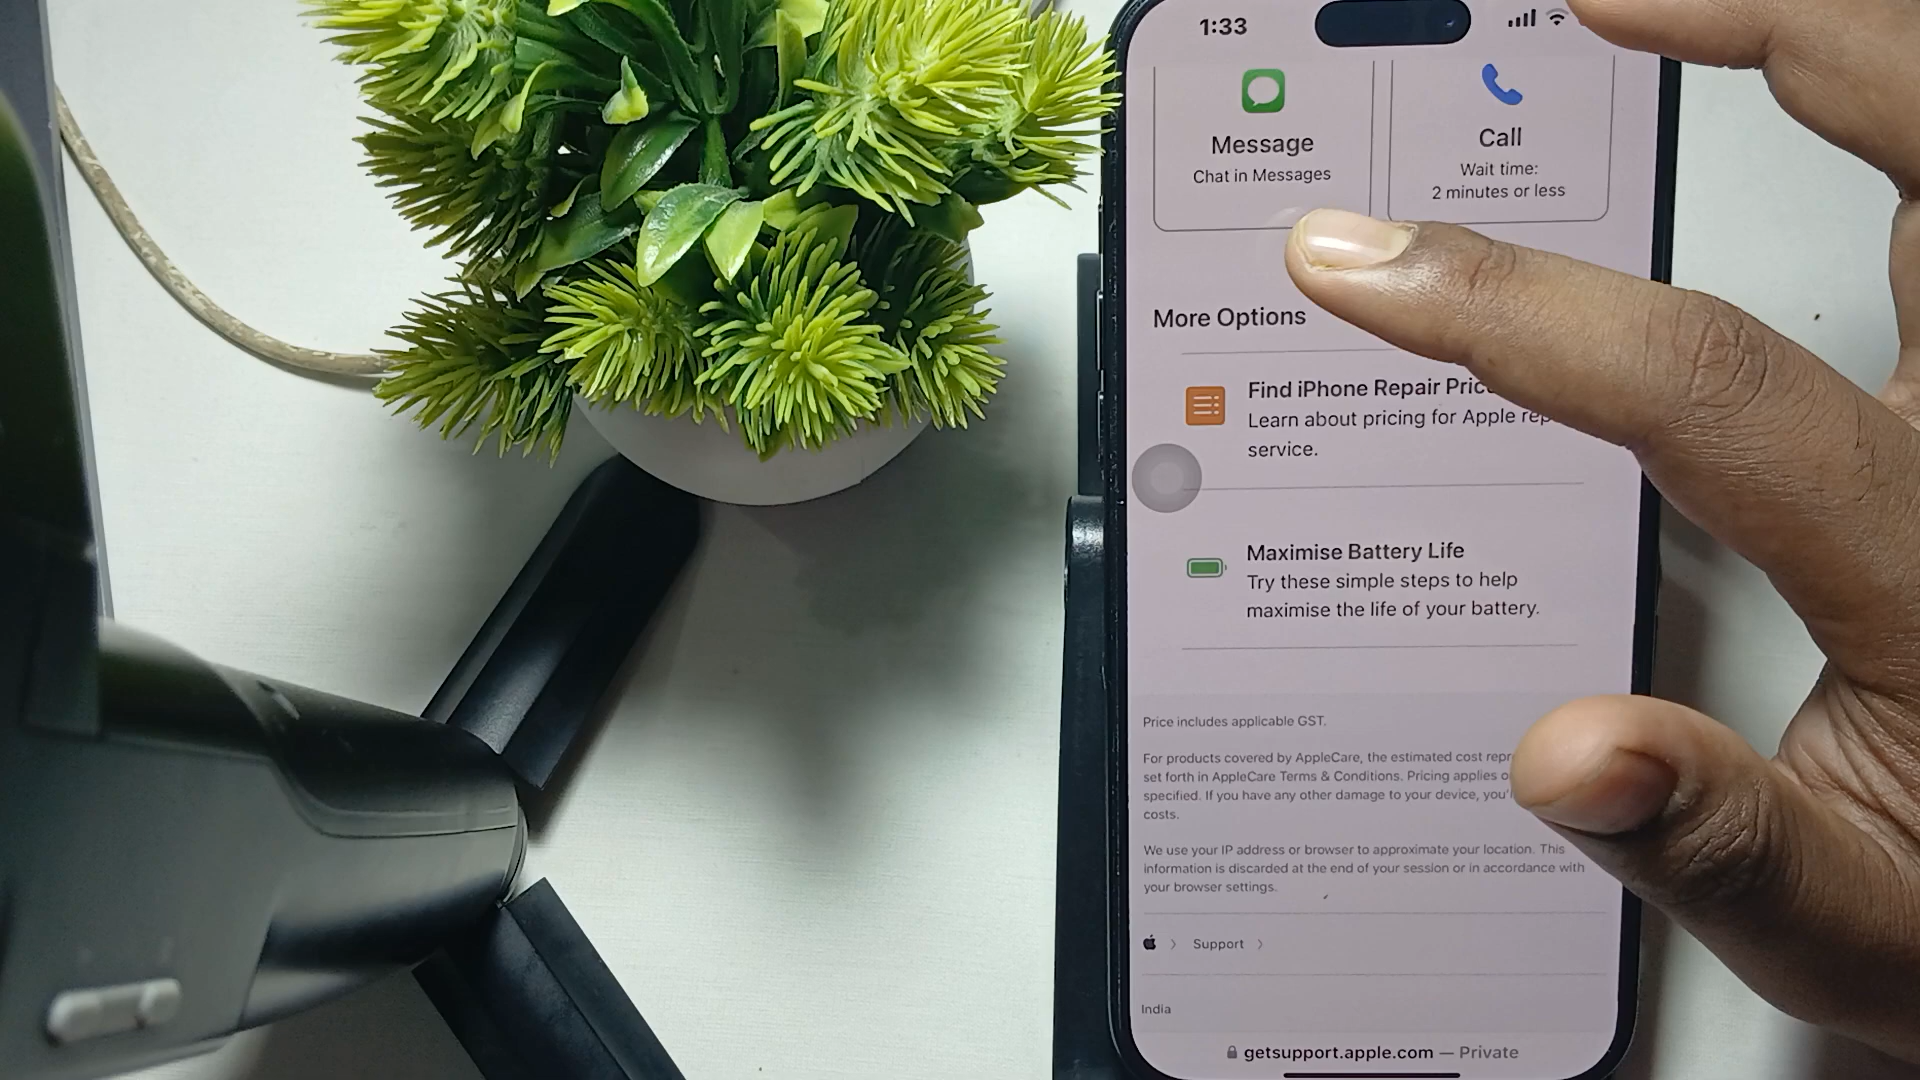 1:33
Message
Chat in Messages
Call
Wait time:
2 minutes or less
More Options
Find iPhone Repair
Learn about pricing for Apple
service.
Maximise Battery Life
Try these simple steps to help
maximise the life of your battery.
Price includes applicable GST.
For products covered by AppleCare, the estimated cost
set forth in AppleCare Terms & Conditions. Pricing applies
specified. If you have any other damage to your device,
costs.
We use your IP address or browser to approximate your location. This
information is discarded at the end of your session or in accordance with
your browser settings.
Support
India
getsupport.apple.com — Private